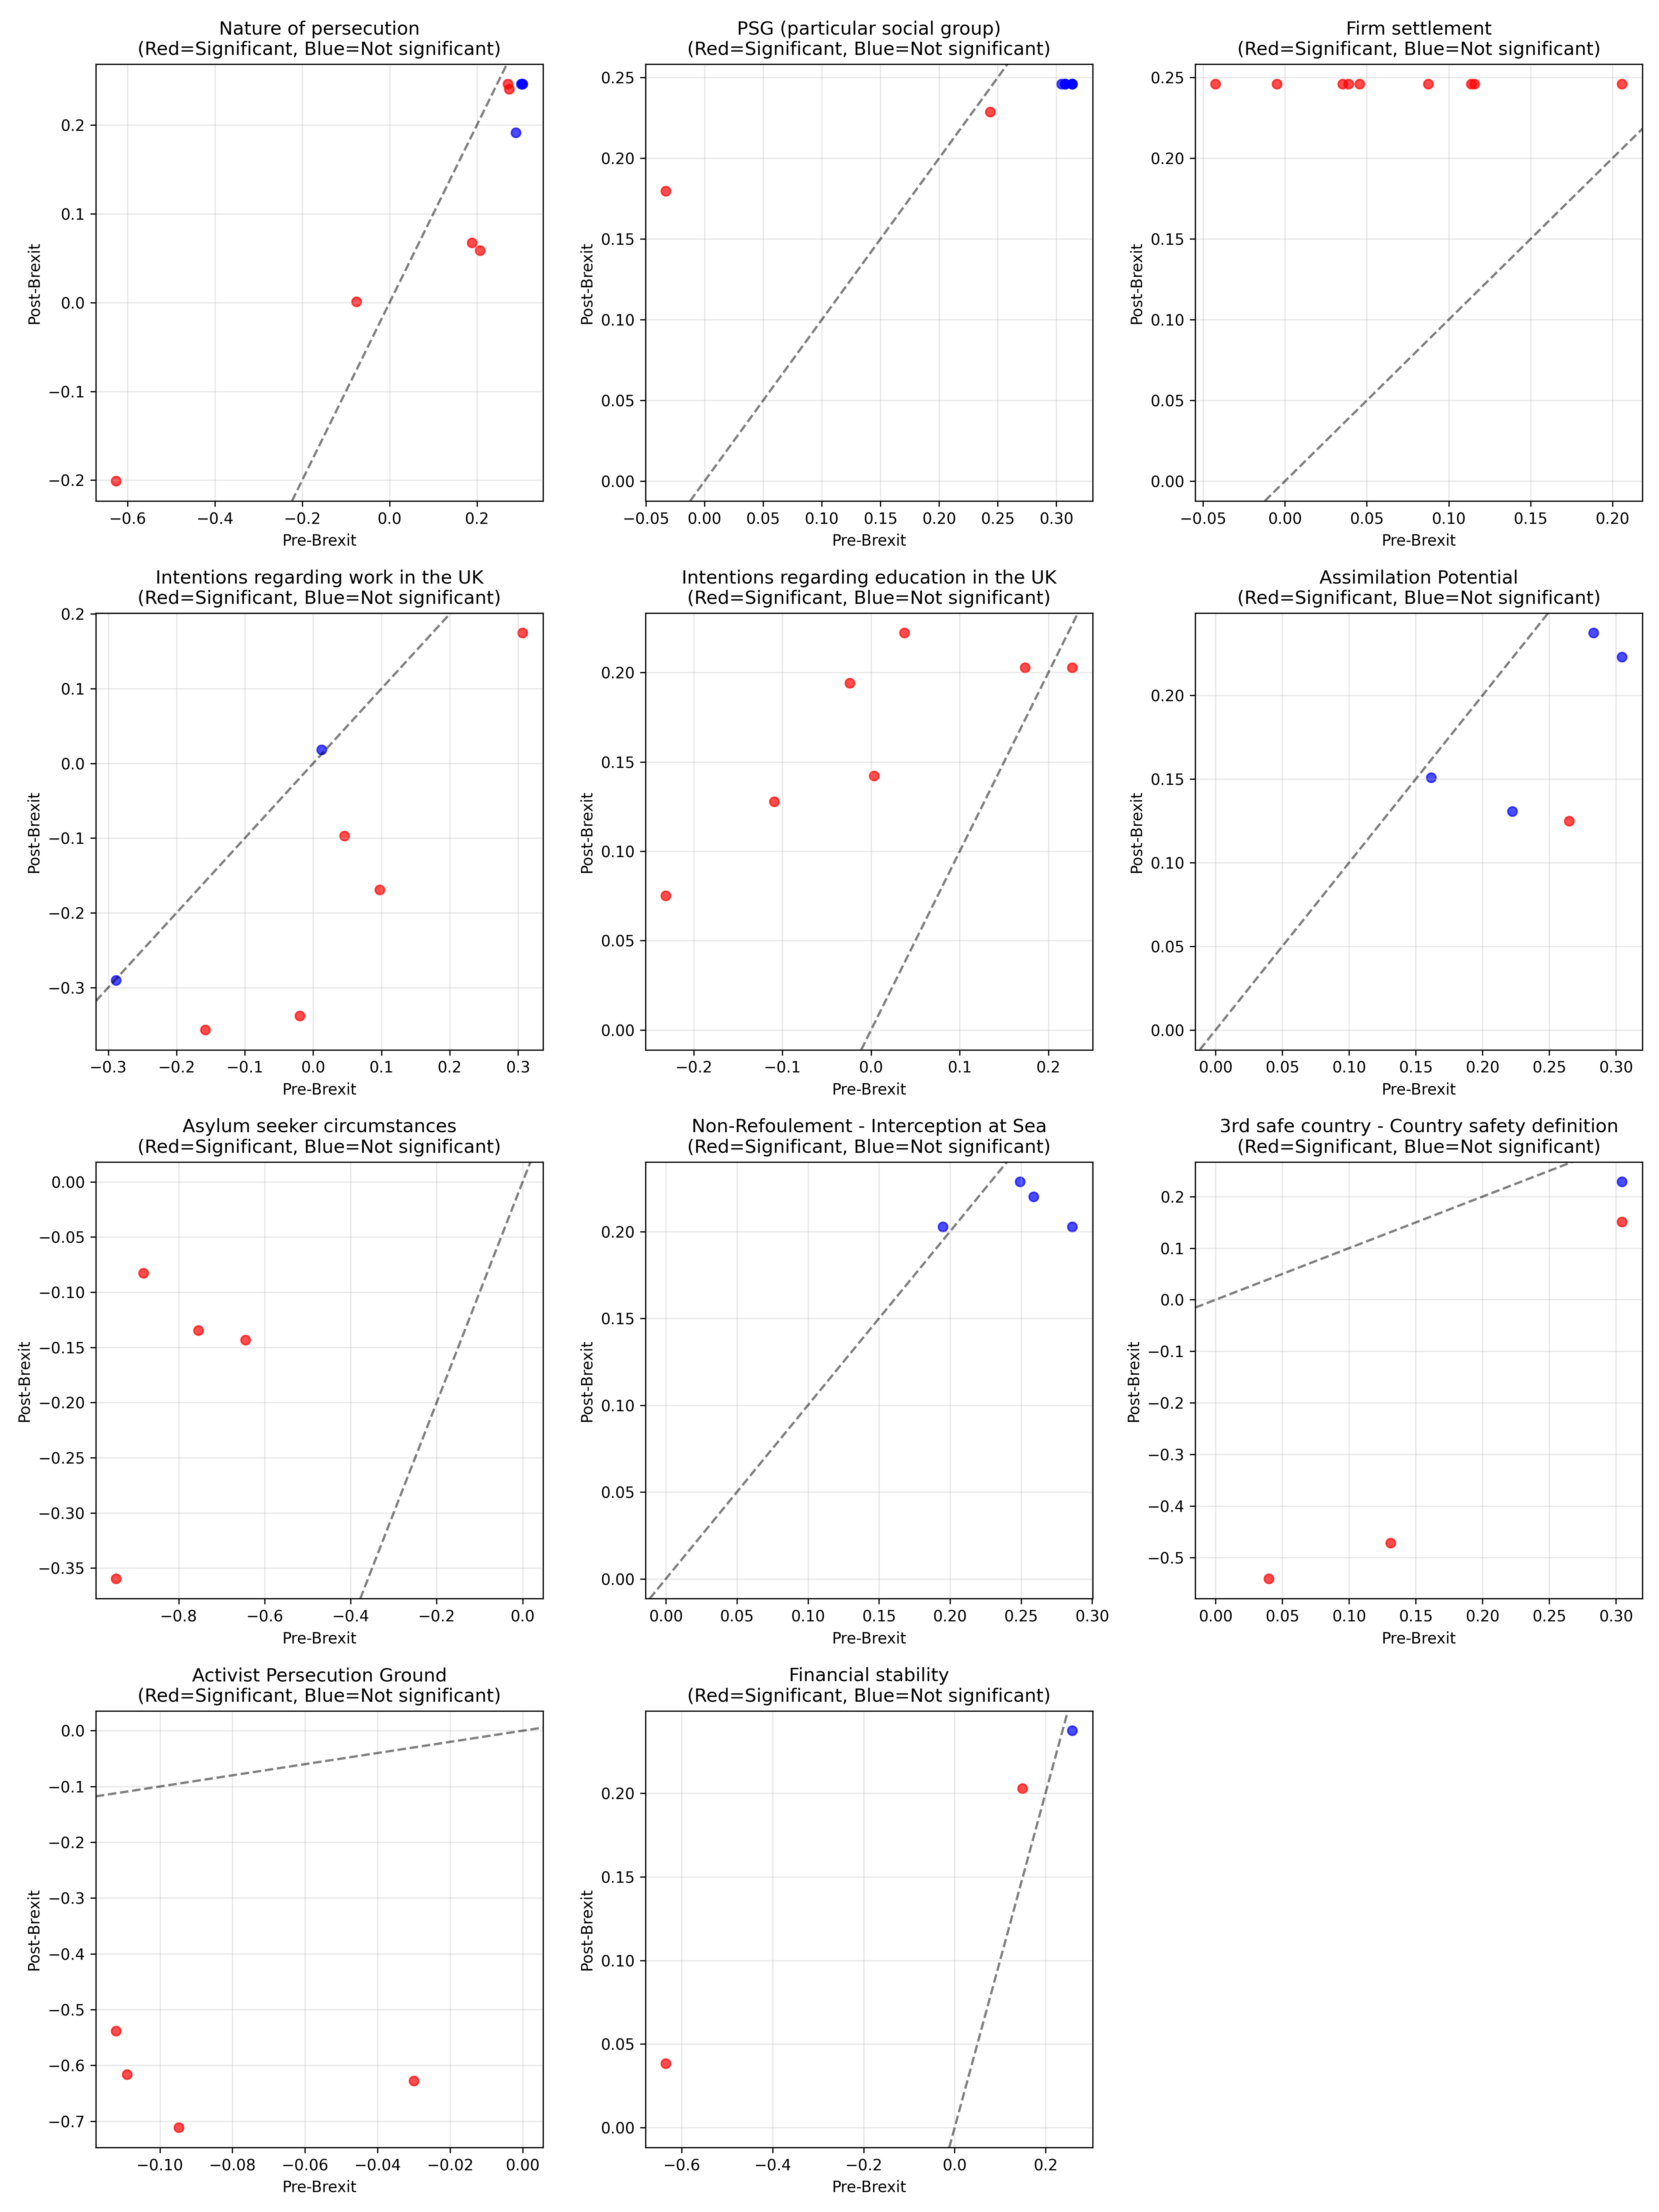 Nature of persecution
(Red=Significant, Blue=Not significant)
0.2
0.1
0.0
−0.1
−0.2
Post-Brexit
−0.6 −0.4 −0.2 0.0 0.2
Pre-Brexit
PSG (particular social group)
(Red=Significant, Blue=Not significant)
0.25
0.20
0.15
0.10
0.05
0.00
Post-Brexit
−0.05 0.00 0.05 0.10 0.15 0.20 0.25 0.30
Pre-Brexit
Firm settlement
(Red=Significant, Blue=Not significant)
0.25
0.20
0.15
0.10
0.05
0.00
Post-Brexit
−0.05 0.00 0.05 0.10 0.15 0.20
Pre-Brexit
Intentions regarding work in the UK
(Red=Significant, Blue=Not significant)
0.2
0.1
0.0
−0.1
−0.2
−0.3
Post-Brexit
−0.3 −0.2 −0.1 0.0 0.1 0.2 0.3
Pre-Brexit
Intentions regarding education in the UK
(Red=Significant, Blue=Not significant)
0.20
0.15
0.10
0.05
0.00
Post-Brexit
−0.2 −0.1 0.0 0.1 0.2
Pre-Brexit
Assimilation Potential
(Red=Significant, Blue=Not significant)
0.20
0.15
0.10
0.05
0.00
Post-Brexit
0.00 0.05 0.10 0.15 0.20 0.25 0.30
Pre-Brexit
Asylum seeker circumstances
(Red=Significant, Blue=Not significant)
0.00
−0.05
−0.10
−0.15
−0.20
−0.25
−0.30
−0.35
Post-Brexit
−0.8 −0.6 −0.4 −0.2 0.0
Pre-Brexit
Non-Refoulement - Interception at Sea
(Red=Significant, Blue=Not significant)
0.20
0.15
0.10
0.05
0.00
Post-Brexit
0.00 0.05 0.10 0.15 0.20 0.25 0.30
Pre-Brexit
3rd safe country - Country safety definition
(Red=Significant, Blue=Not significant)
0.2
0.1
0.0
−0.1
−0.2
−0.3
−0.4
−0.5
Post-Brexit
0.00 0.05 0.10 0.15 0.20 0.25 0.30
Pre-Brexit
Activist Persecution Ground
(Red=Significant, Blue=Not significant)
0.0
−0.1
−0.2
−0.3
−0.4
−0.5
−0.6
−0.7
Post-Brexit
−0.10 −0.08 −0.06 −0.04 −0.02 0.00
Pre-Brexit
Financial stability
(Red=Significant, Blue=Not significant)
0.20
0.15
0.10
0.05
0.00
Post-Brexit
−0.6 −0.4 −0.2 0.0 0.2
Pre-Brexit